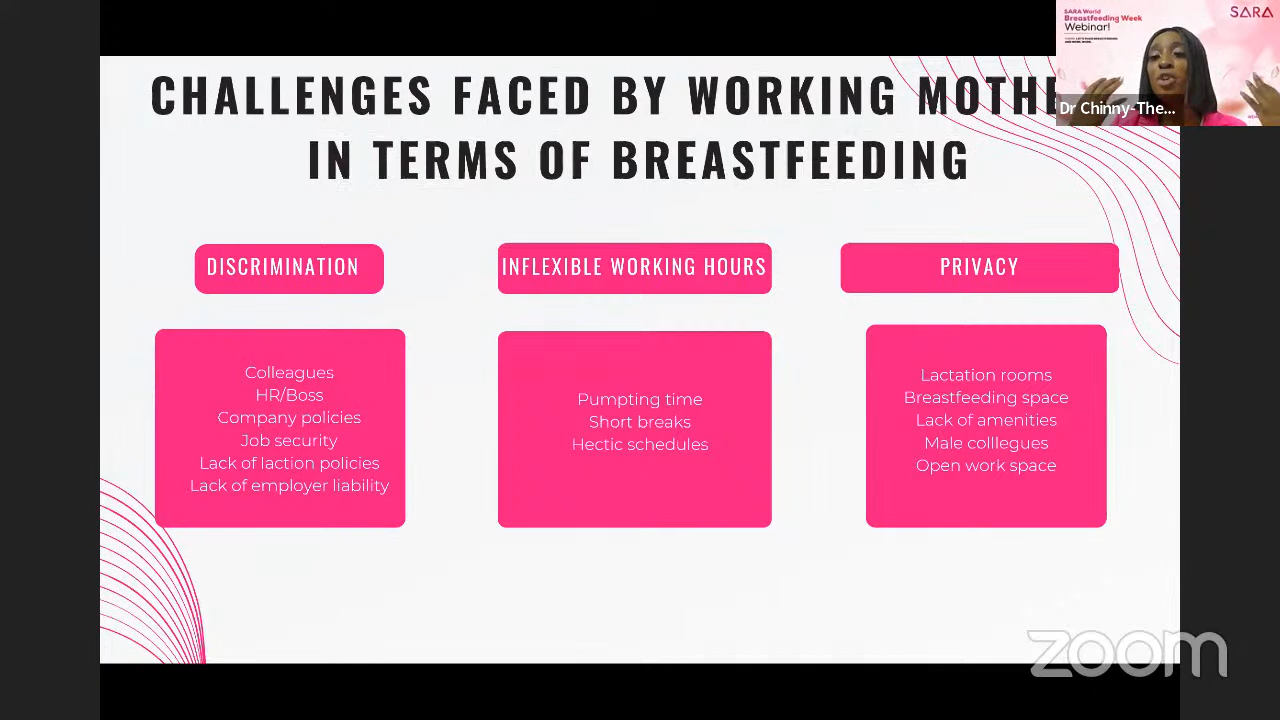 CHALLENGES FACED BY WORKING MOTHE
IN TERMS OF BREASTFEEDING
DISCRIMINATION
Colleagues
HR/Boss
Company policies
Job security
Lack of laction policies
Lack of employer liability
INFLEXIBLE WORKING HOURS
Pumpting time
Short breaks
Hectic schedules
PRIVACY
Lactation rooms
Breastfeeding space
Lack of amenities
Male colllegues
Open work space
SARA World
Breastfeeding Week
Webinar!
SARA
Dr Chinny-The...
zoom